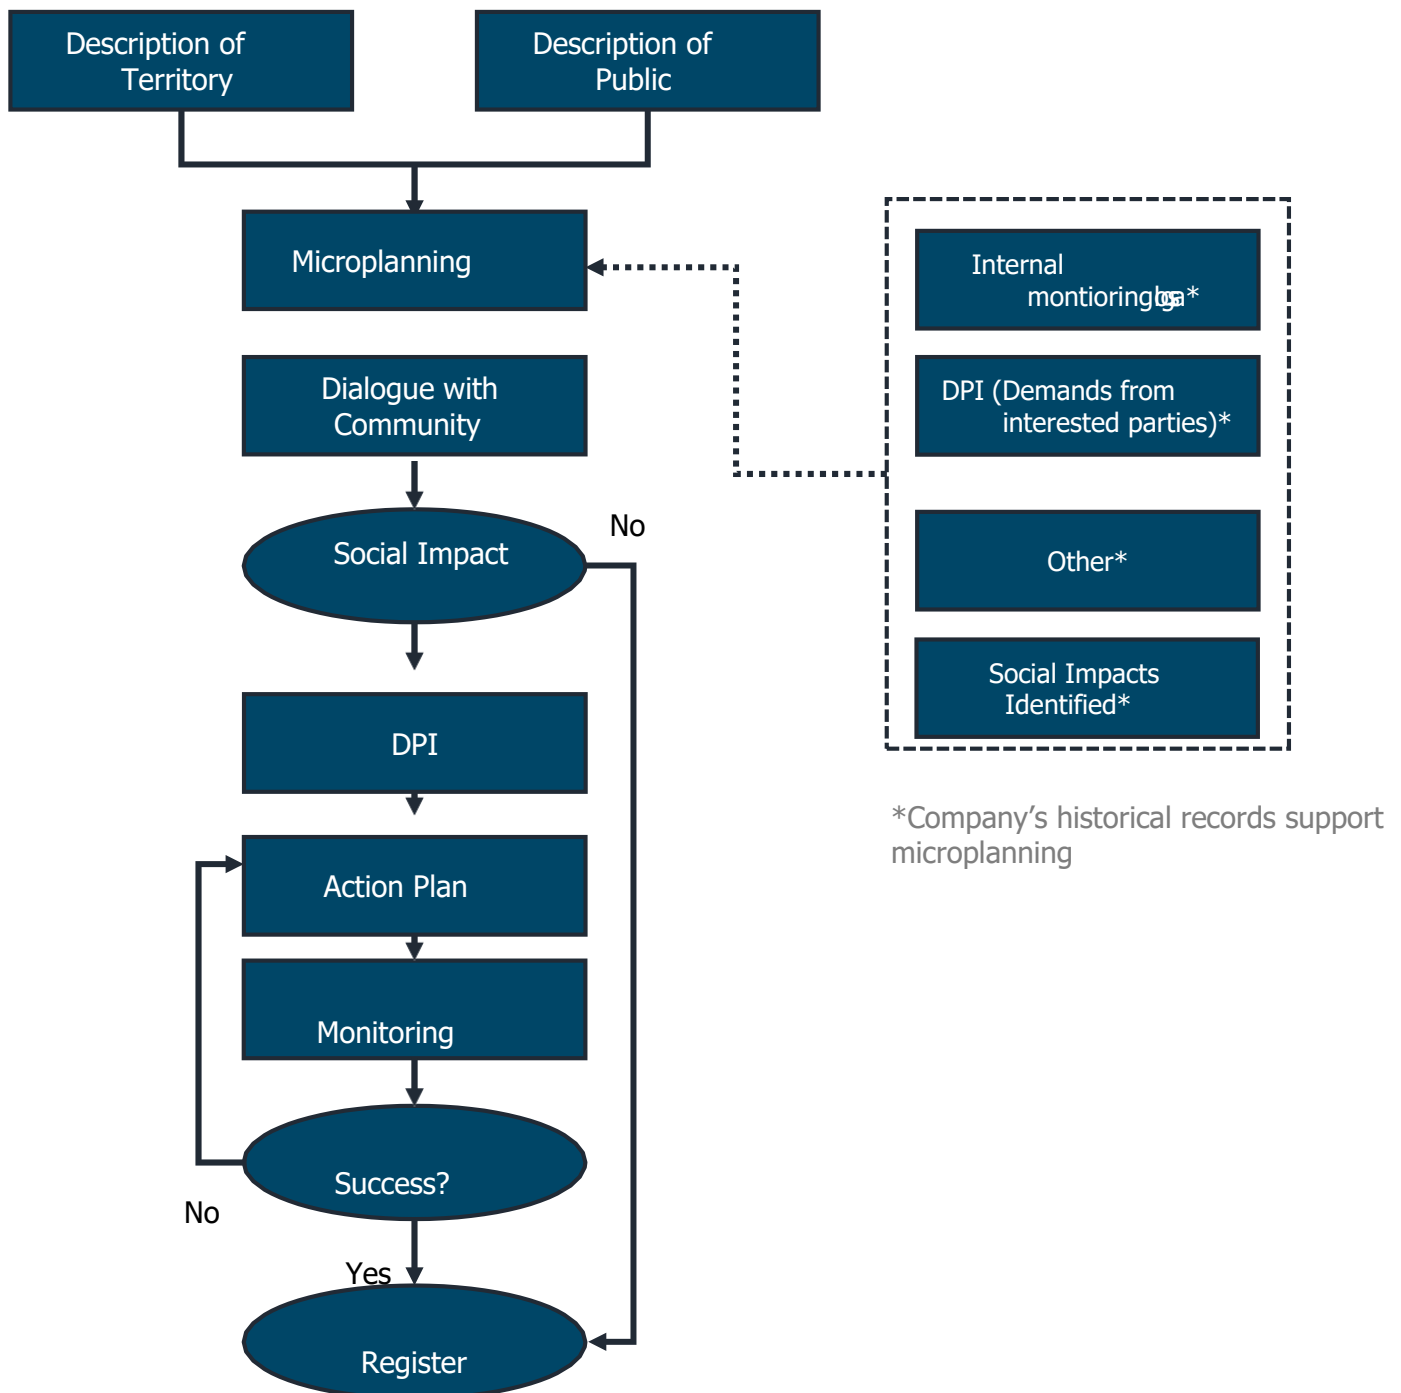 Description of
Territory
Description of
Public
Microplanning
Internal
montioring
DPI (Demands from
interested parties)*
Dialogue with
Community
No
Social Impact
Other*
Social Impacts
Identified*
DPI
*Company’s historical records support
microplanning
Action Plan
Monitoring
Success?
No
Yes
Register